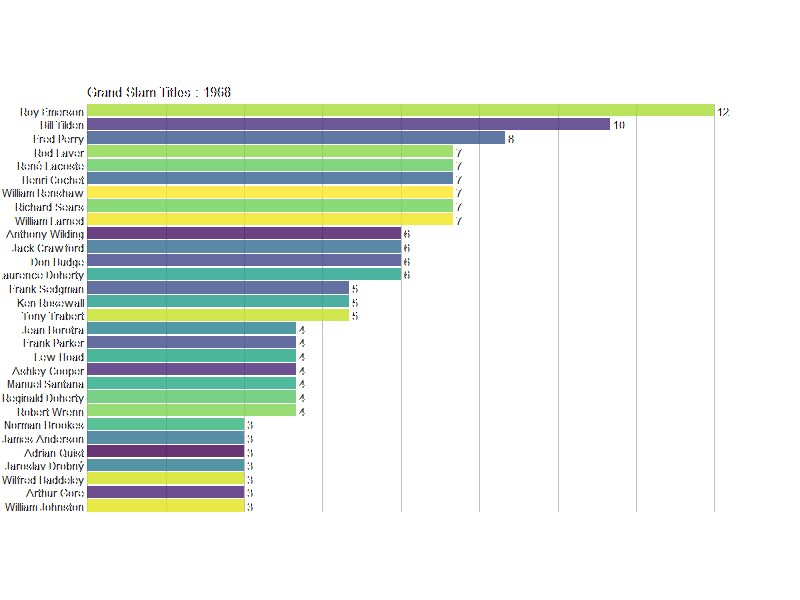 Grand Slam Titles : 1968
Roy Emerson 12
Bill Tilden 10
Fred Perry 8
Rod Laver 7
René Lacoste 7
Henri Cochet 7
William Renshaw 7
Richard Sears 7
William Larned 7
Anthony Wilding 6
Jack Crawford 6
Don Budge 6
aurence Doherty 6
Frank Sedgman 5
Ken Rosewall 5
Tony Trabert 5
Jean Borotra 4
Frank Parker 4
Lew Hoad 4
Ashley Cooper 4
Manuel Santana 4
Reginald Doherty 4
Robert Wrenn 4
Norman Brookes 3
James Anderson 3
Adrian Quist 3
Jaroslav Drobný 3
Wilfred Baddeley 3
Arthur Gore 3
William Johnston 3